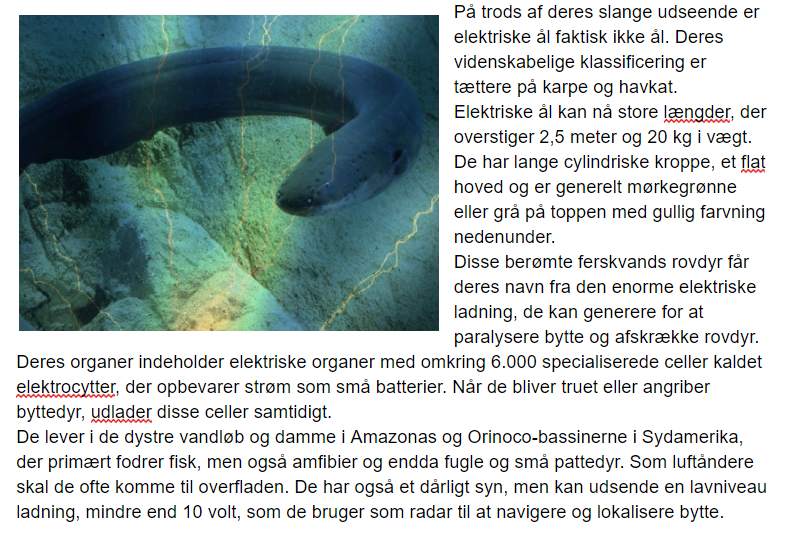 På trods af deres slange udseende er
elektriske ål faktisk ikke ål. Deres
videnskabelige klassificering er
tættere på karpe og havkat.
Elektriske ål kan nå store længder, der
overstiger 2,5 meter og 20 kg i vægt.
De har lange cylindriske kroppe, et flat
hoved og er generelt mørkegrønne
eller grå på toppen med gullig farvning
nedenunder.
Disse berømte ferskvands rovdyr får
deres navn fra den enorme elektriske
ladning, de kan generere for at
paralysere bytte og afskrække rovdyr.
Deres organer indeholder elektriske organer med omkring 6.000 specialiserede celler kaldet
elektrocytter, der opbevarer strøm som små batterier. Når de bliver truet eller angriber
byttedyr, udlader disse celler samtidigt.
De lever i de dystre vandløb og damme i Amazonas og Orinoco-bassinerne i Sydamerika,
der primært fodrer fisk, men også amfibier og endda fugle og små pattedyr. Som luftåndere
skal de ofte komme til overfladen. De har også et dårligt syn, men kan udsende en lavniveau
ladning, mindre end 10 volt, som de bruger som radar til at navigere og lokalisere bytte.